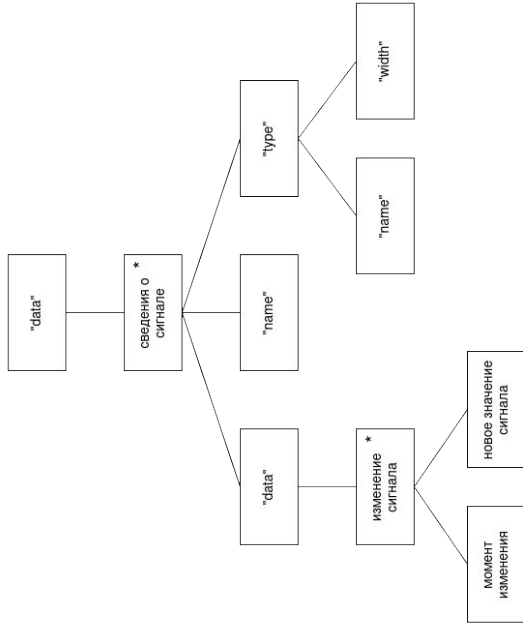 "data"
*
сведения о
сигнале
"data"
"name"
"type"
*
изменение
сигнала
"name"
"width"
момент
изменения
новое значение
сигнала